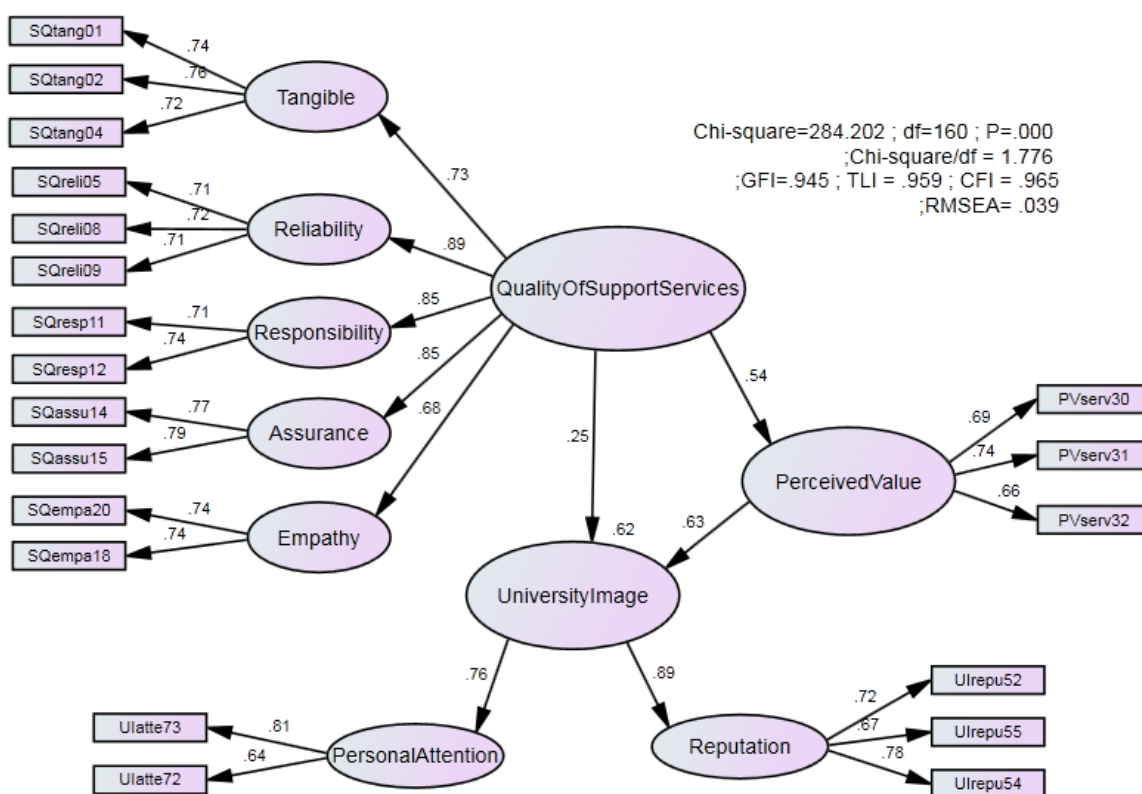 SQtang01
.74
SQtang02
.76
SQtang04
.72
Tangible
Chi-square=284.202 ; df=160 ; P=.000
;Chi-square/df = 1.776
;GFI=.945 ; TLI = .959 ; CFI = .965
;RMSEA= .039
.73
SQreli05
.71
SQreli08
.72
SQreli09
.71
Reliability
.89
QualityOfSupportServices
SQresp11
.71
SQresp12
.74
Responsibility
.85
SQassu14
.77
SQassu15
.79
Assurance
.85
SQempa20
.74
SQempa18
.74
Empathy
.68
.25
.54
PerceivedValue
.69
PVserv30
.74
PVserv31
.66
PVserv32
.62
.63
UniversityImage
.76
.89
UIatte73
.81
UIatte72
.64
PersonalAttention
Reputation
.72
UIrepu52
.67
UIrepu55
.78
UIrepu54